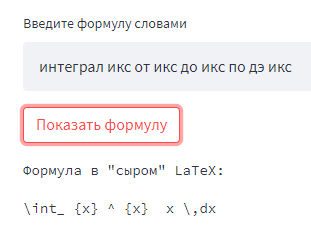 Введите формулу словами
интеграл икс от икс до икс по дэ икс
Показать формулу
Формула в "сыром" LaTeX:
\int_ {x} ^ {x}  x \,dx